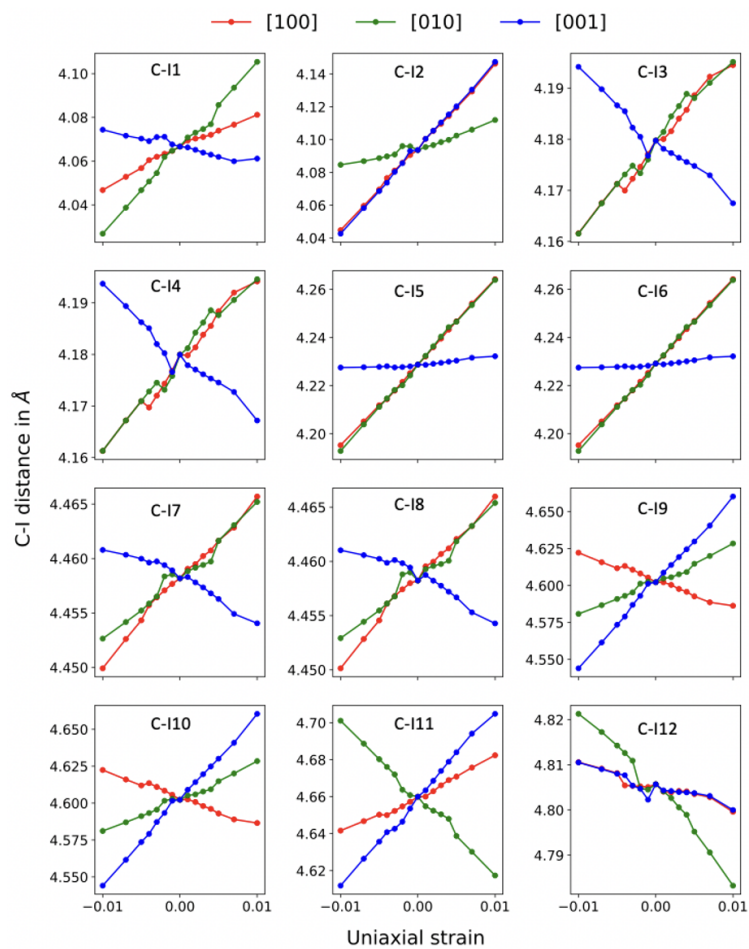 [100] [010] [001]
C-I1 C-I2 C-I3
4.10 4.08 4.06 4.04
4.14 4.12 4.10 4.08 4.06 4.04
4.19 4.18 4.17 4.16
C-I4 C-I5 C-I6
4.19 4.18 4.17 4.16
4.26 4.24 4.22 4.20
4.26 4.24 4.22 4.20
C-I distance in Å
C-I7 C-I8 C-I9
4.465 4.460 4.455 4.450
4.465 4.460 4.455 4.450
4.650 4.625 4.600 4.575 4.550
C-I10 C-I11 C-I12
4.650 4.625 4.600 4.575 4.550
4.70 4.68 4.66 4.64 4.62
4.82 4.81 4.80 4.79
−0.01 0.00 0.01 −0.01 0.00 0.01 −0.01 0.00 0.01
Uniaxial strain